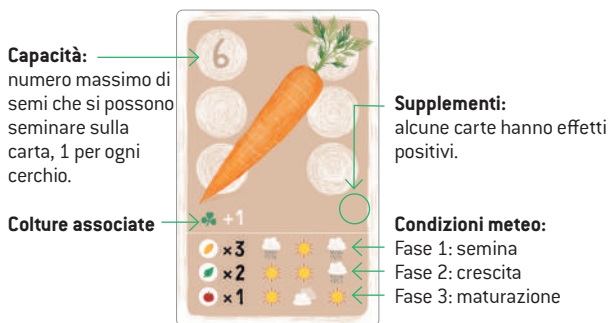 Capacità:
numero massimo di
semi che si possono
seminare sulla
carta, 1 per ogni
cerchio.
Colture associate
6
+1
×3
×2
×1
Supplementi:
alcune carte hanno effetti
positivi.
Condizioni meteo:
Fase 1: semina
Fase 2: crescita
Fase 3: maturazione